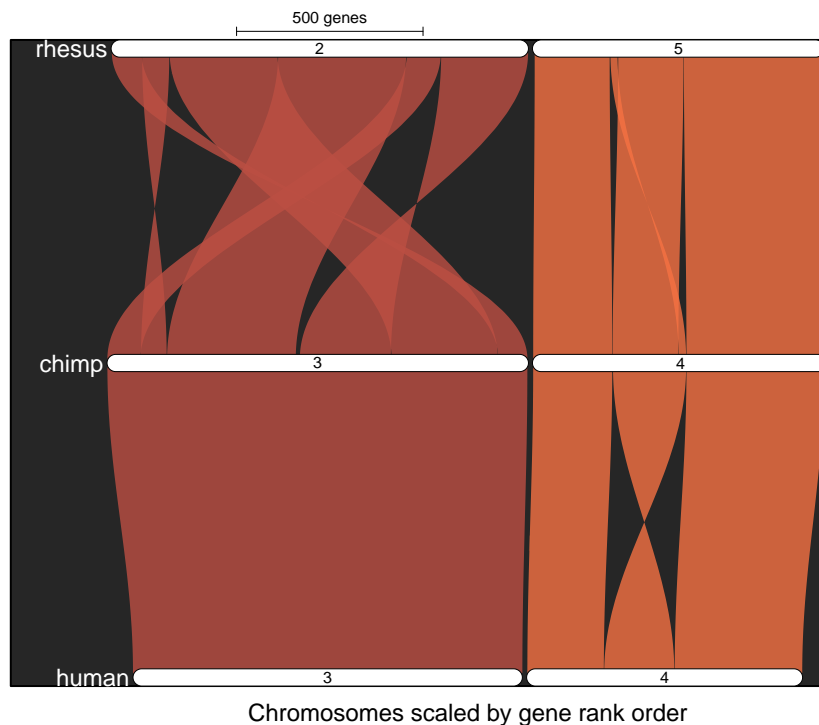 500 genes
rhesus 2 5
chimp 3 4
human 3 4
Chromosomes scaled by gene rank order